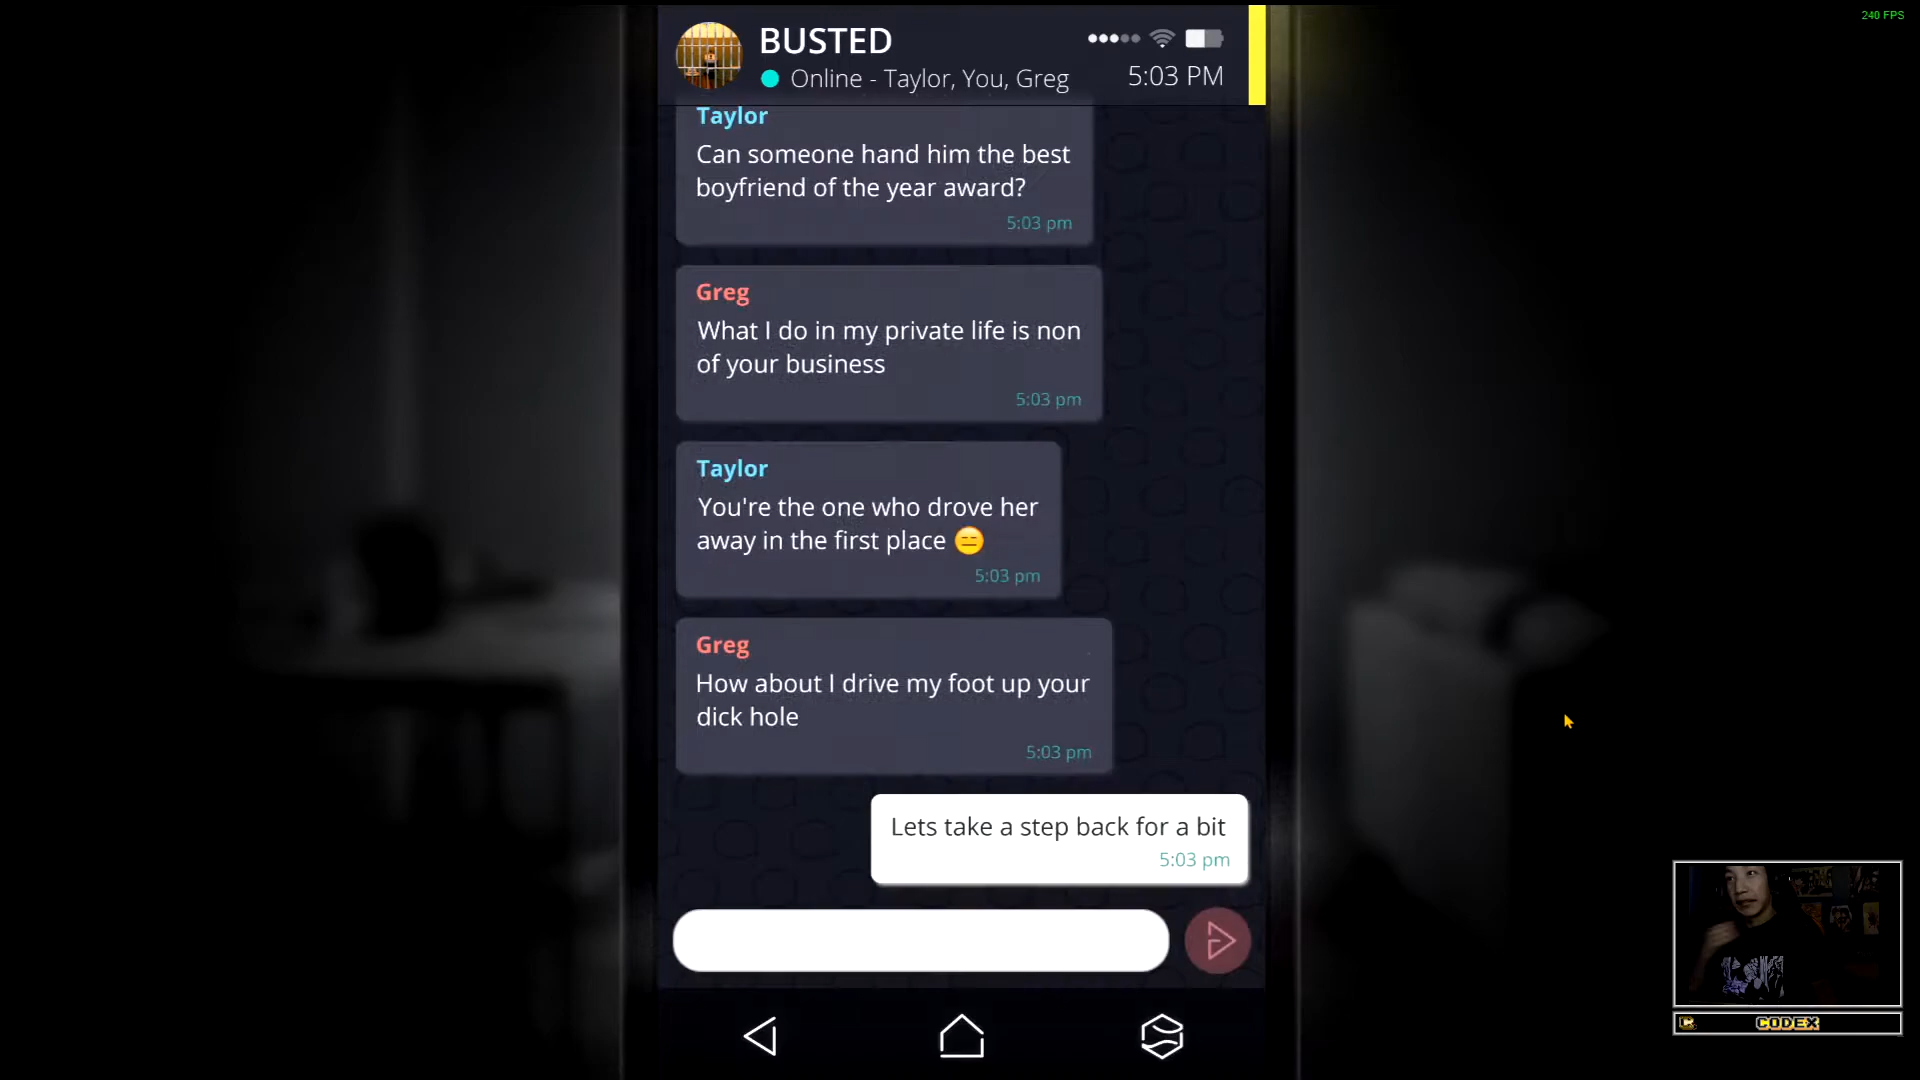 240 FPS
BUSTED
Online - Taylor, You, Greg
5:03 PM
Taylor
Can someone hand him the best
boyfriend of the year award?
5:03 pm
Greg
What I do in my private life is non
of your business
5:03 pm
Taylor
You're the one who drove her
away in the first place 😑
5:03 pm
Greg
How about I drive my foot up your
dick hole
5:03 pm
Lets take a step back for a bit
5:03 pm
CODEX